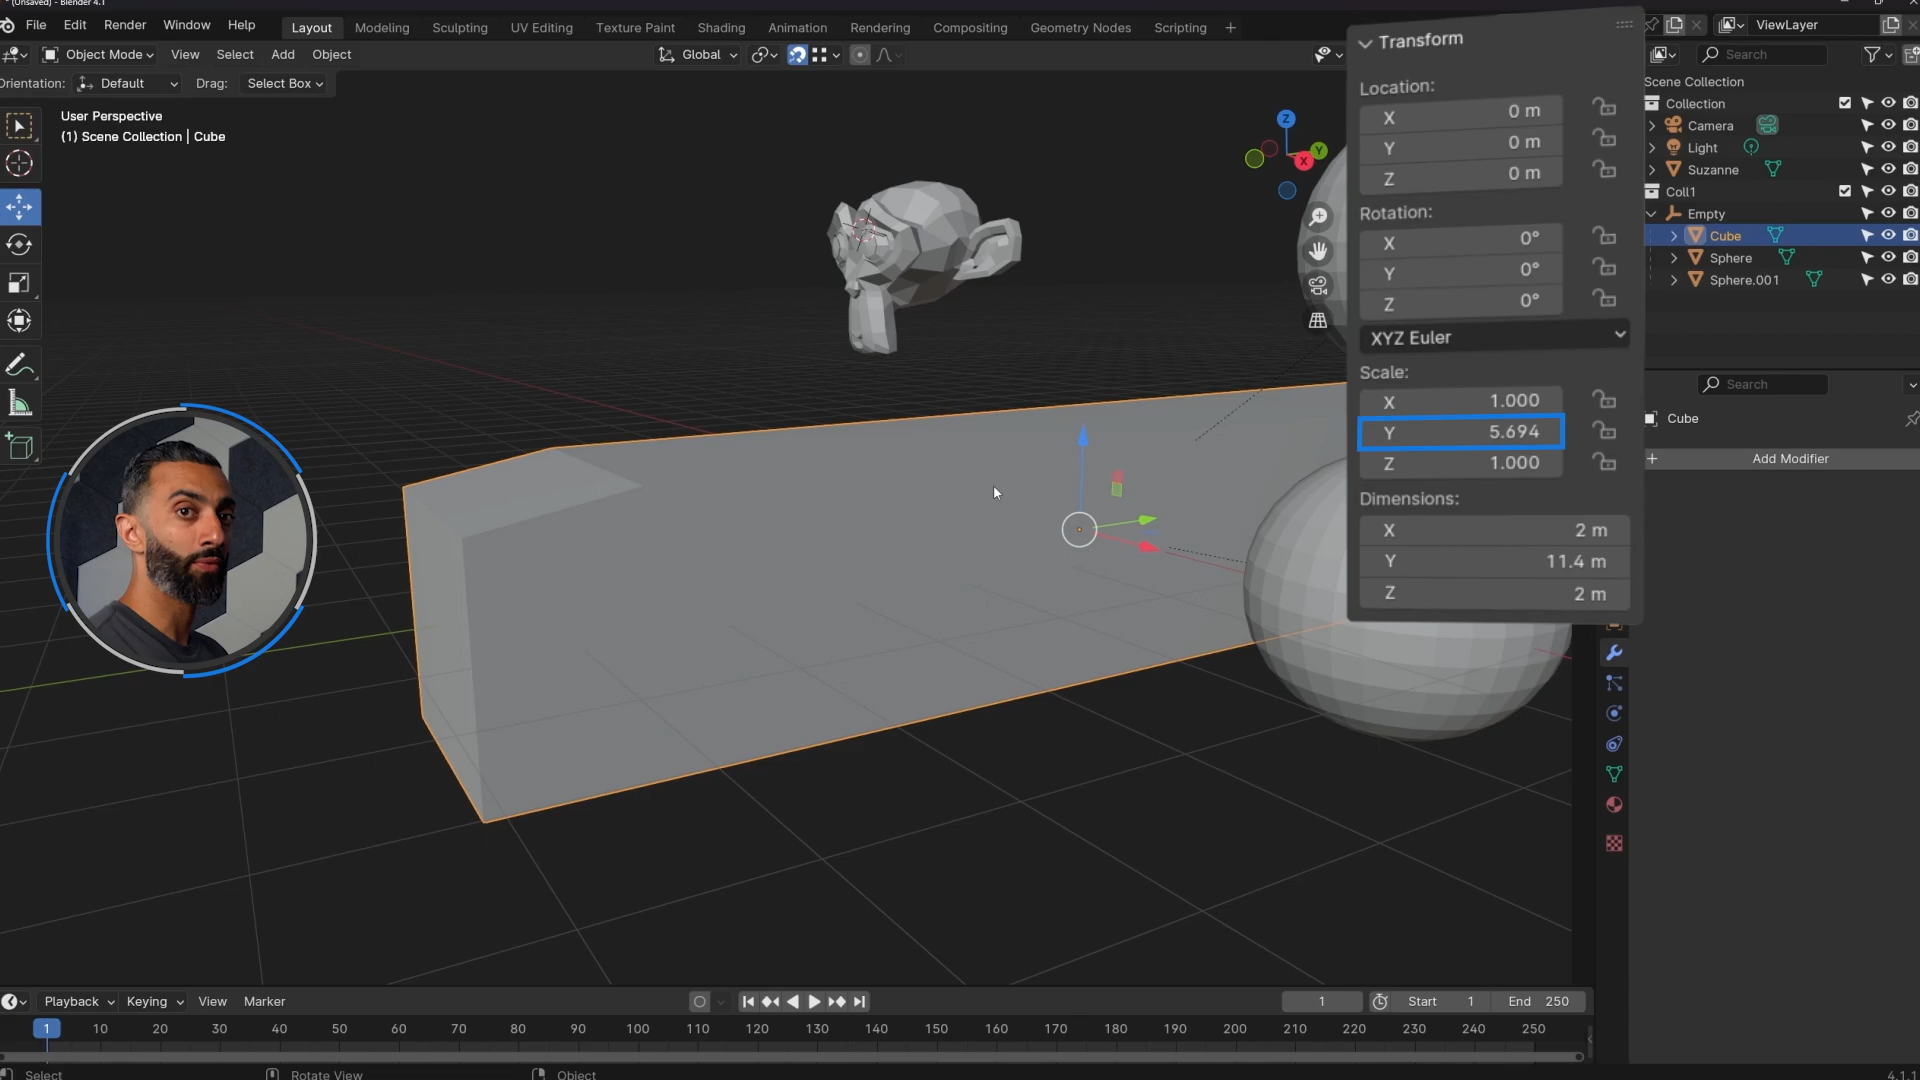 * (Unsaved) - Blender 4.1
File Edit Render Window Help
Layout Modeling Sculpting UV Editing Texture Paint Shading Animation Rendering Compositing Geometry Nodes Scripting +
ViewLayer
Object Mode View Select Add Object
Global
Search
Orientation: Default Drag: Select Box
User Perspective
(1) Scene Collection | Cube
Z
Y
X
Transform
Location:
X 0 m
Y 0 m
Z 0 m
Rotation:
X 0°
Y 0°
Z 0°
XYZ Euler
Scale:
X 1.000
Y 5.694
Z 1.000
Dimensions:
X 2 m
Y 11.4 m
Z 2 m
Scene Collection
Collection
Camera
Light
Suzanne
Coll1
Empty
Cube
Sphere
Sphere.001
Search
Cube
+ Add Modifier
Playback Keying View Marker
1 Start 1 End 250
1 10 20 30 40 50 60 70 80 90 100 110 120 130 140 150 160 170 180 190 200 210 220 230 240 250
Select Rotate View Object
4.1.1